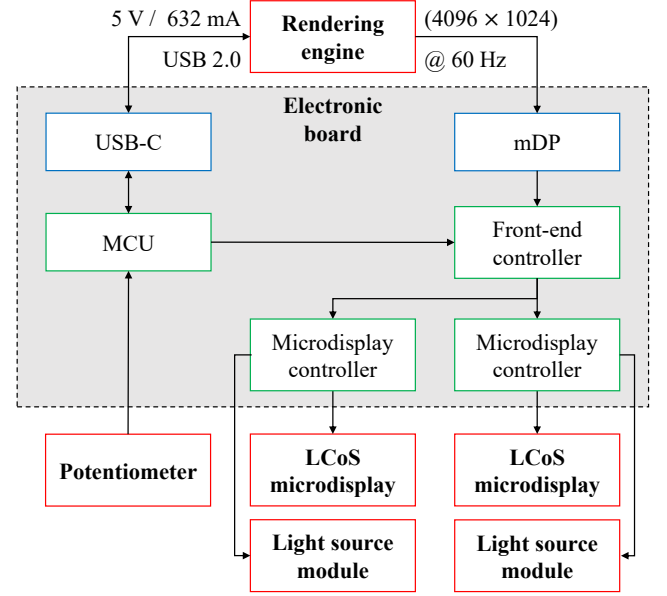 5 V / 632 mA
USB 2.0
Rendering
engine
(4096 × 1024)
@ 60 Hz
Electronic
board
USB-C
mDP
MCU
Front-end
controller
Microdisplay
controller
Microdisplay
controller
Potentiometer
LCoS
microdisplay
LCoS
microdisplay
Light source
module
Light source
module